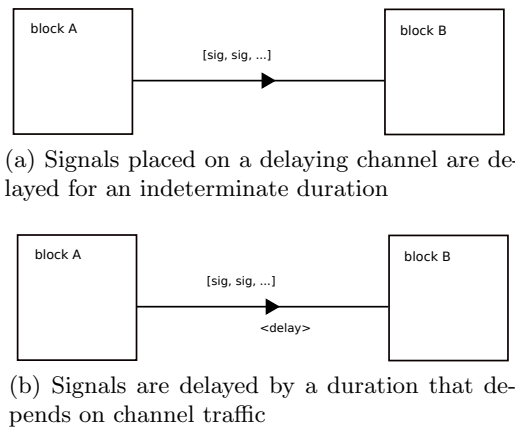 block A
block B
[sig, sig, ...]
(a) Signals placed on a delaying channel are de-
layed for an indeterminate duration
block A
block B
[sig, sig, ...]
<delay>
(b) Signals are delayed by a duration that de-
pends on channel traffic